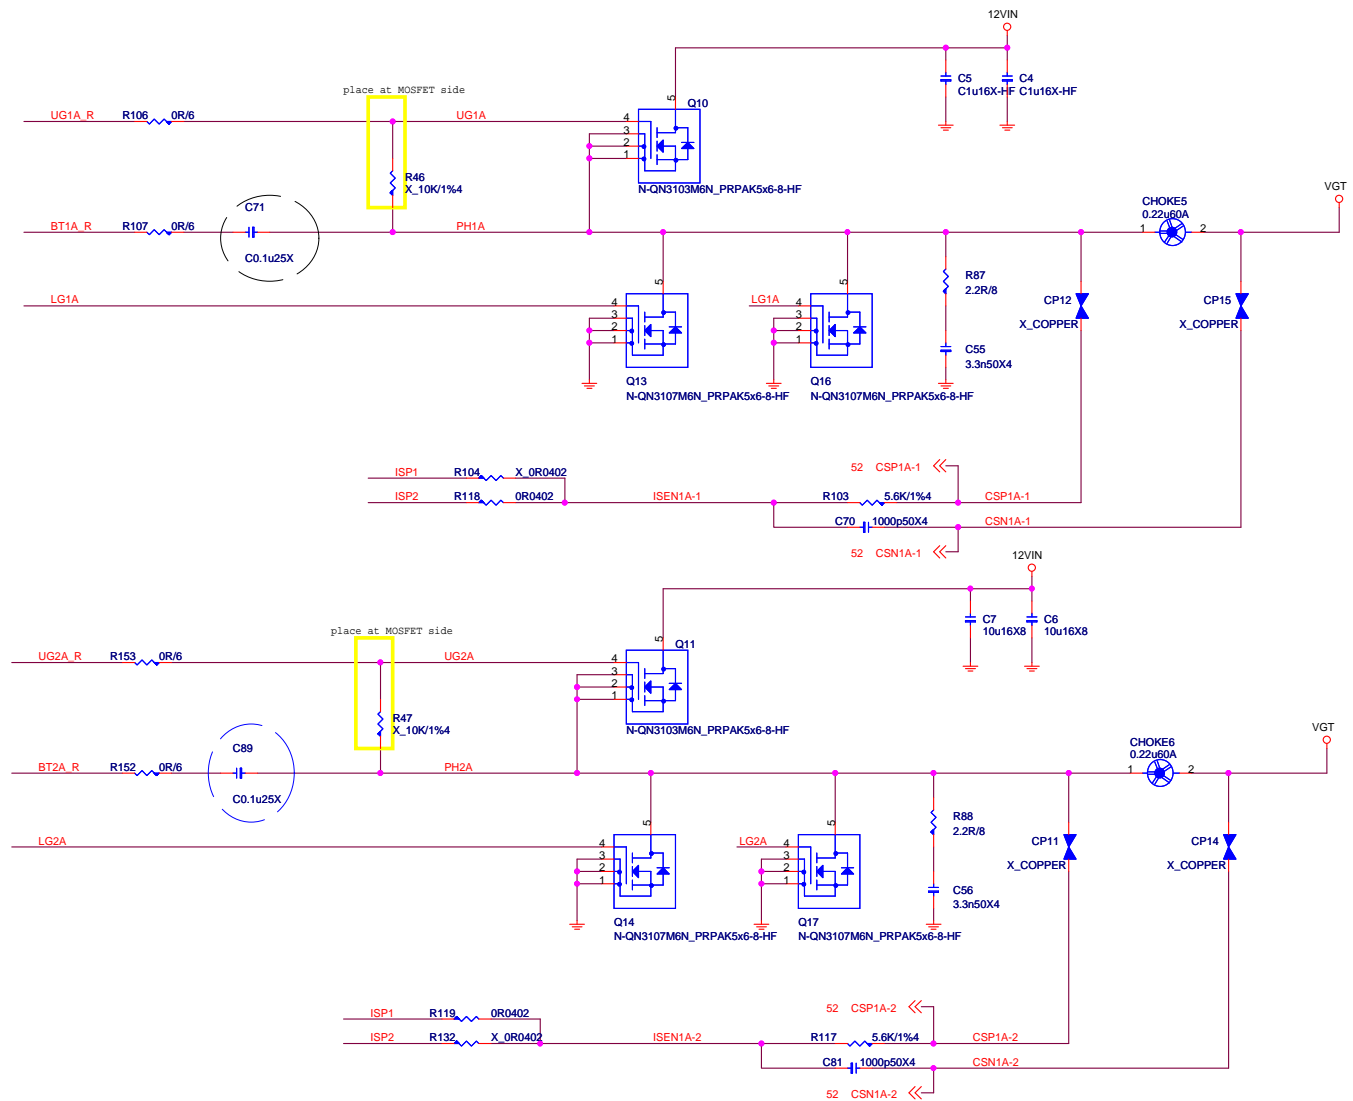 12VIN
C5
C1u16X-HF
C4
C1u16X-HF
place at MOSFET side
UG1A_R
R106
0R/6
UG1A
Q10
5
4
3
2
1
R46
X_10K/1%4
N-QN3103M6N_PRPAK5x6-8-HF
VGT
C71
CHOKE5
0.22u60A
BT1A_R
R107
0R/6
PH1A
1
2
C0.1u25X
R87
2.2R/8
LG1A
5
4
3
2
1
LG1A
5
4
3
2
1
CP12
X_COPPER
CP15
X_COPPER
C55
3.3n50X4
Q13
N-QN3107M6N_PRPAK5x6-8-HF
Q16
N-QN3107M6N_PRPAK5x6-8-HF
ISP1
R104
X_0R0402
52 CSP1A-1
ISP2
R118
0R0402
ISEN1A-1
R103
5.6K/1%4
CSP1A-1
C70
1000p50X4
CSN1A-1
52 CSN1A-1
12VIN
C7
10u16X8
C6
10u16X8
place at MOSFET side
UG2A_R
R153
0R/6
UG2A
Q11
5
4
3
2
1
R47
X_10K/1%4
N-QN3103M6N_PRPAK5x6-8-HF
VGT
C89
CHOKE6
0.22u60A
BT2A_R
R152
0R/6
PH2A
1
2
C0.1u25X
R88
2.2R/8
LG2A
5
4
3
2
1
LG2A
5
4
3
2
1
CP11
X_COPPER
CP14
X_COPPER
C56
3.3n50X4
Q14
N-QN3107M6N_PRPAK5x6-8-HF
Q17
N-QN3107M6N_PRPAK5x6-8-HF
ISP1
R119
0R0402
52 CSP1A-2
ISP2
R132
X_0R0402
ISEN1A-2
R117
5.6K/1%4
CSP1A-2
C81
1000p50X4
CSN1A-2
52 CSN1A-2